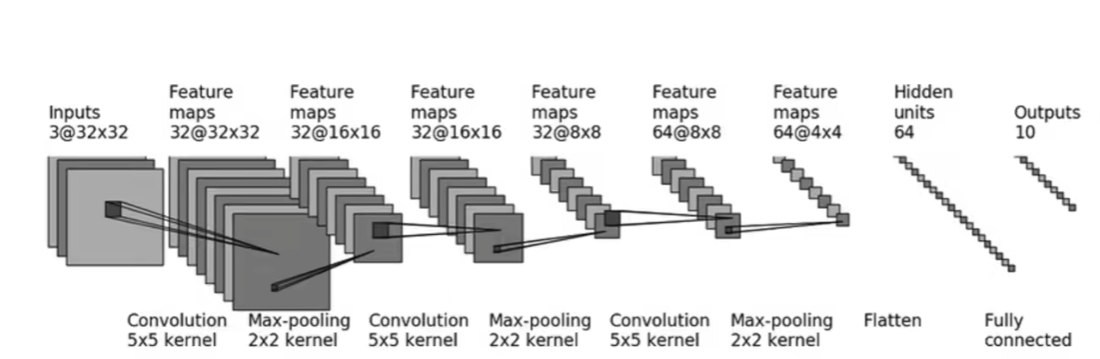 Inputs
3@32x32
Feature
maps
32@32x32
Feature
maps
32@16x16
Feature
maps
32@16x16
Feature
maps
32@8x8
Feature
maps
64@8x8
Feature
maps
64@4x4
Hidden
units
64
Outputs
10
Convolution
5x5 kernel
Max-pooling
2x2 kernel
Convolution
5x5 kernel
Max-pooling
2x2 kernel
Convolution
5x5 kernel
Max-pooling
2x2 kernel
Flatten
Fully
connected